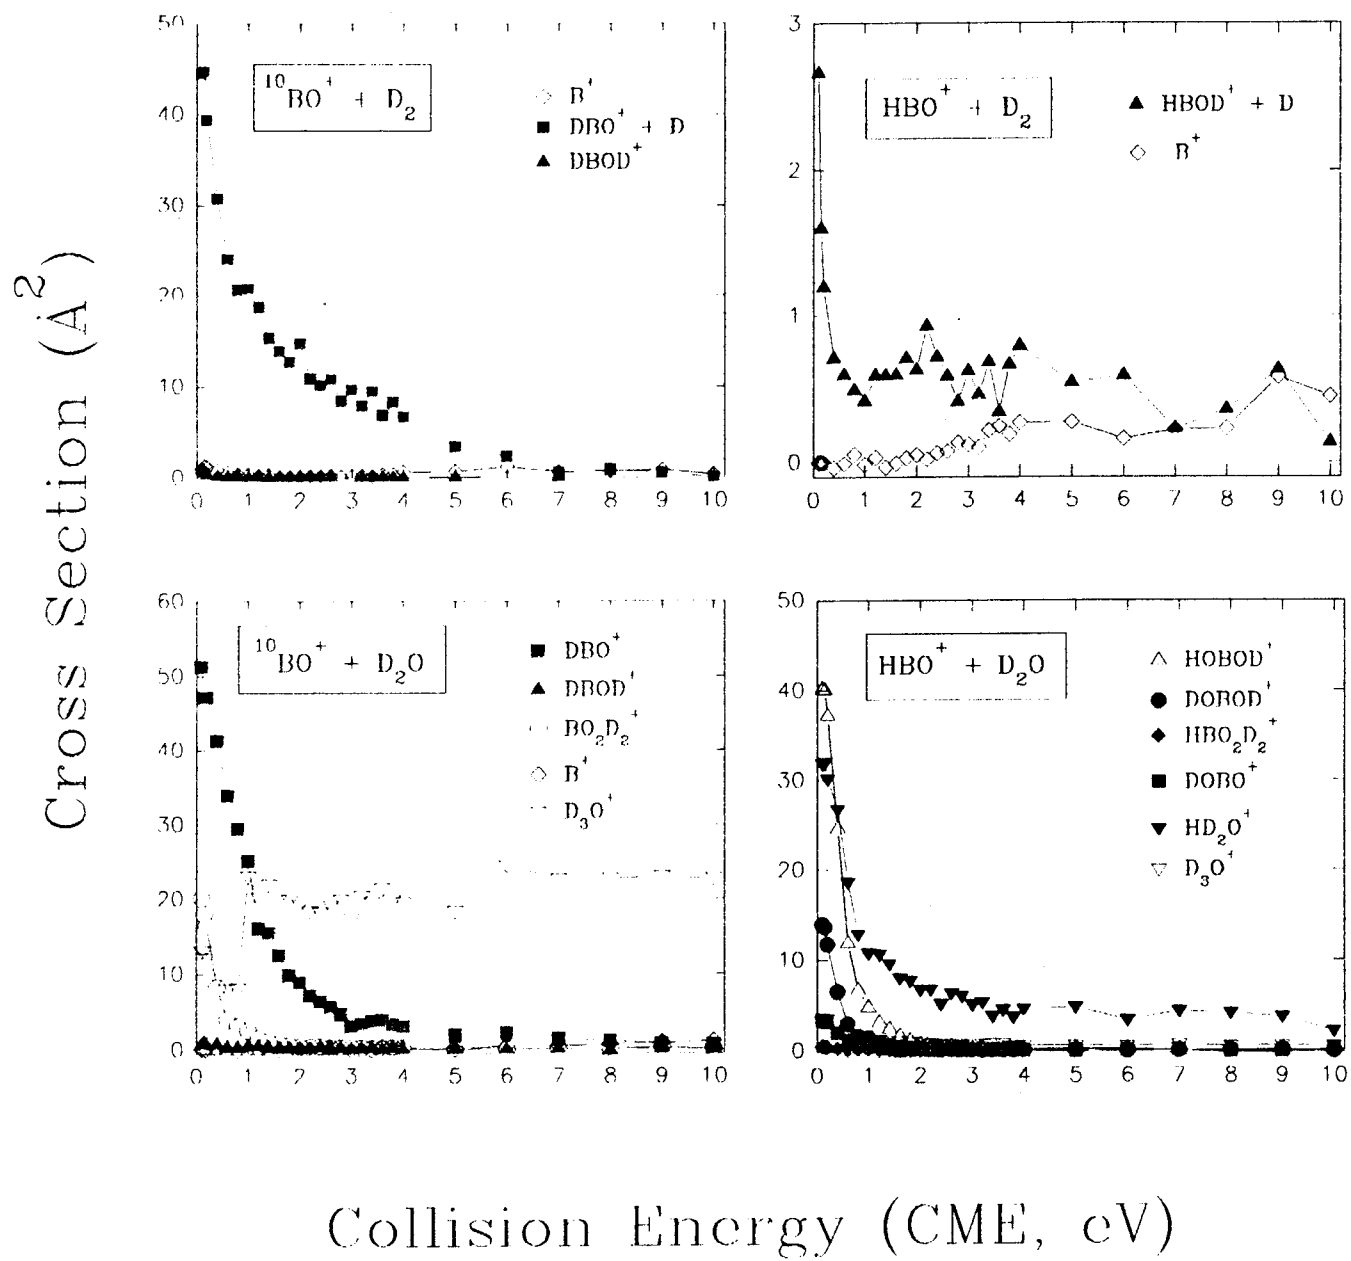 Cross Section (Å²)
50
40
30
20
10
0
¹⁰BO⁺ + D₂
B⁺
DBO⁺ + D
DBOD⁺
0 1 2 3 4 5 6 7 8 9 10
3
2
1
0
HBO⁺ + D₂
HBOD⁺ + D
B⁺
0 1 2 3 4 5 6 7 8 9 10
60
50
40
30
20
10
0
¹⁰BO⁺ + D₂O
DBO⁺
DBOD⁺
BO₂D₂⁺
B⁺
D₃O⁺
0 1 2 3 4 5 6 7 8 9 10
50
40
30
20
10
0
HBO⁺ + D₂O
HOBOD⁺
DOBOD⁺
HBO₂D₂⁺
DOBO⁺
HD₂O⁺
D₃O⁺
0 1 2 3 4 5 6 7 8 9 10
Collision Energy (CME, eV)